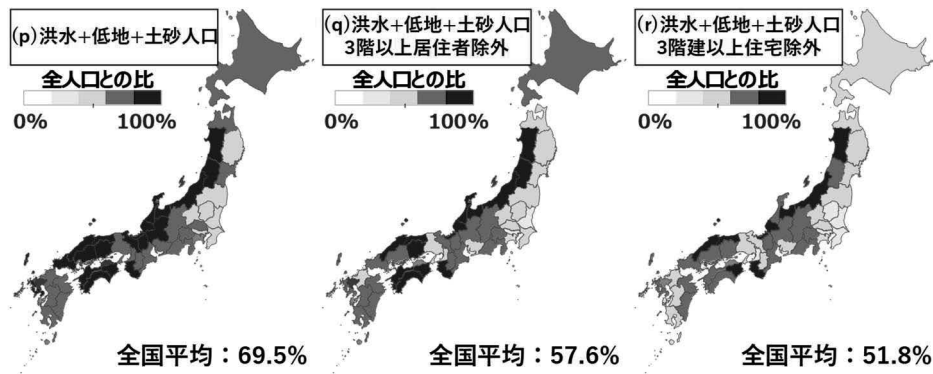 (p)洪水+低地+土砂人口
全人口との比
0% 100%
全国平均：69.5%
(q)洪水+低地+土砂人口
3階以上居住者除外
全人口との比
0% 100%
全国平均：57.6%
(r)洪水+低地+土砂人口
3階建以上住宅除外
全人口との比
0% 100%
全国平均：51.8%